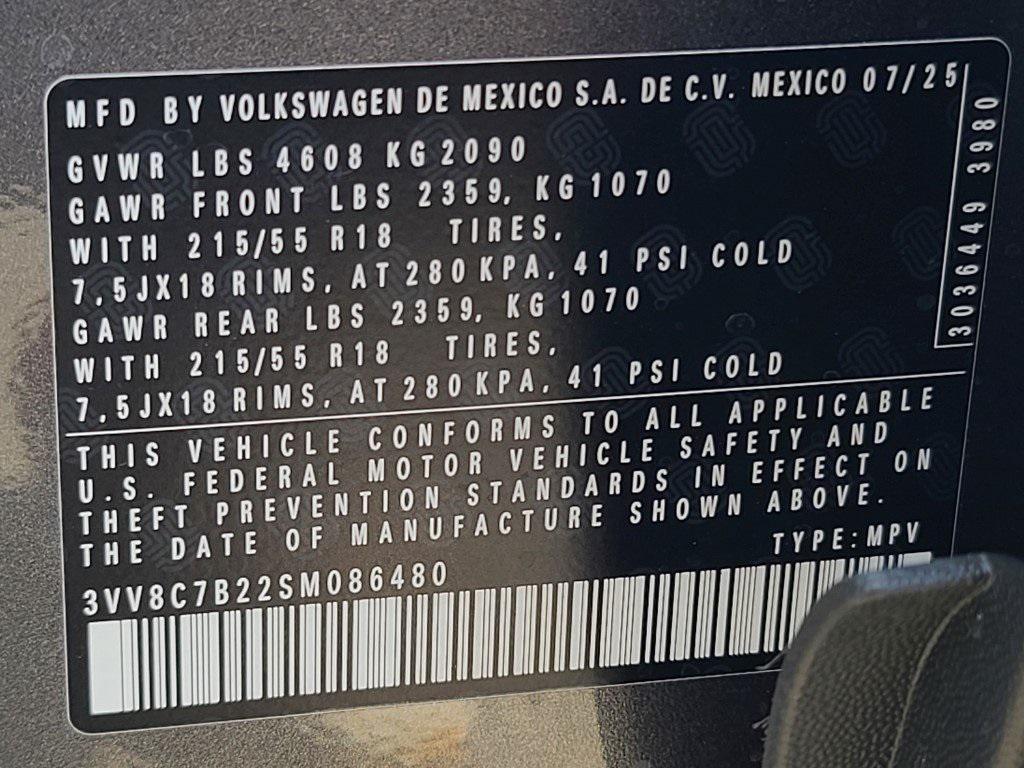 MFD BY VOLKSWAGEN DE MEXICO S.A. DE C.V. MEXICO 07/25
GVWR LBS 4608 KG 2090
GAWR FRONT LBS 2359, KG 1070
WITH 215/55 R18 TIRES,
7,5JX18 RIMS, AT 280 KPA, 41 PSI COLD
GAWR REAR LBS 2359, KG 1070
WITH 215/55 R18 TIRES,
7,5JX18 RIMS, AT 280 KPA, 41 PSI COLD
3036449 3980
THIS VEHICLE CONFORMS TO ALL APPLICABLE
U.S. FEDERAL MOTOR VEHICLE SAFETY AND
THEFT PREVENTION STANDARDS IN EFFECT ON
THE DATE OF MANUFACTURE SHOWN ABOVE.
TYPE: MPV
3VV8C7B22SM086480